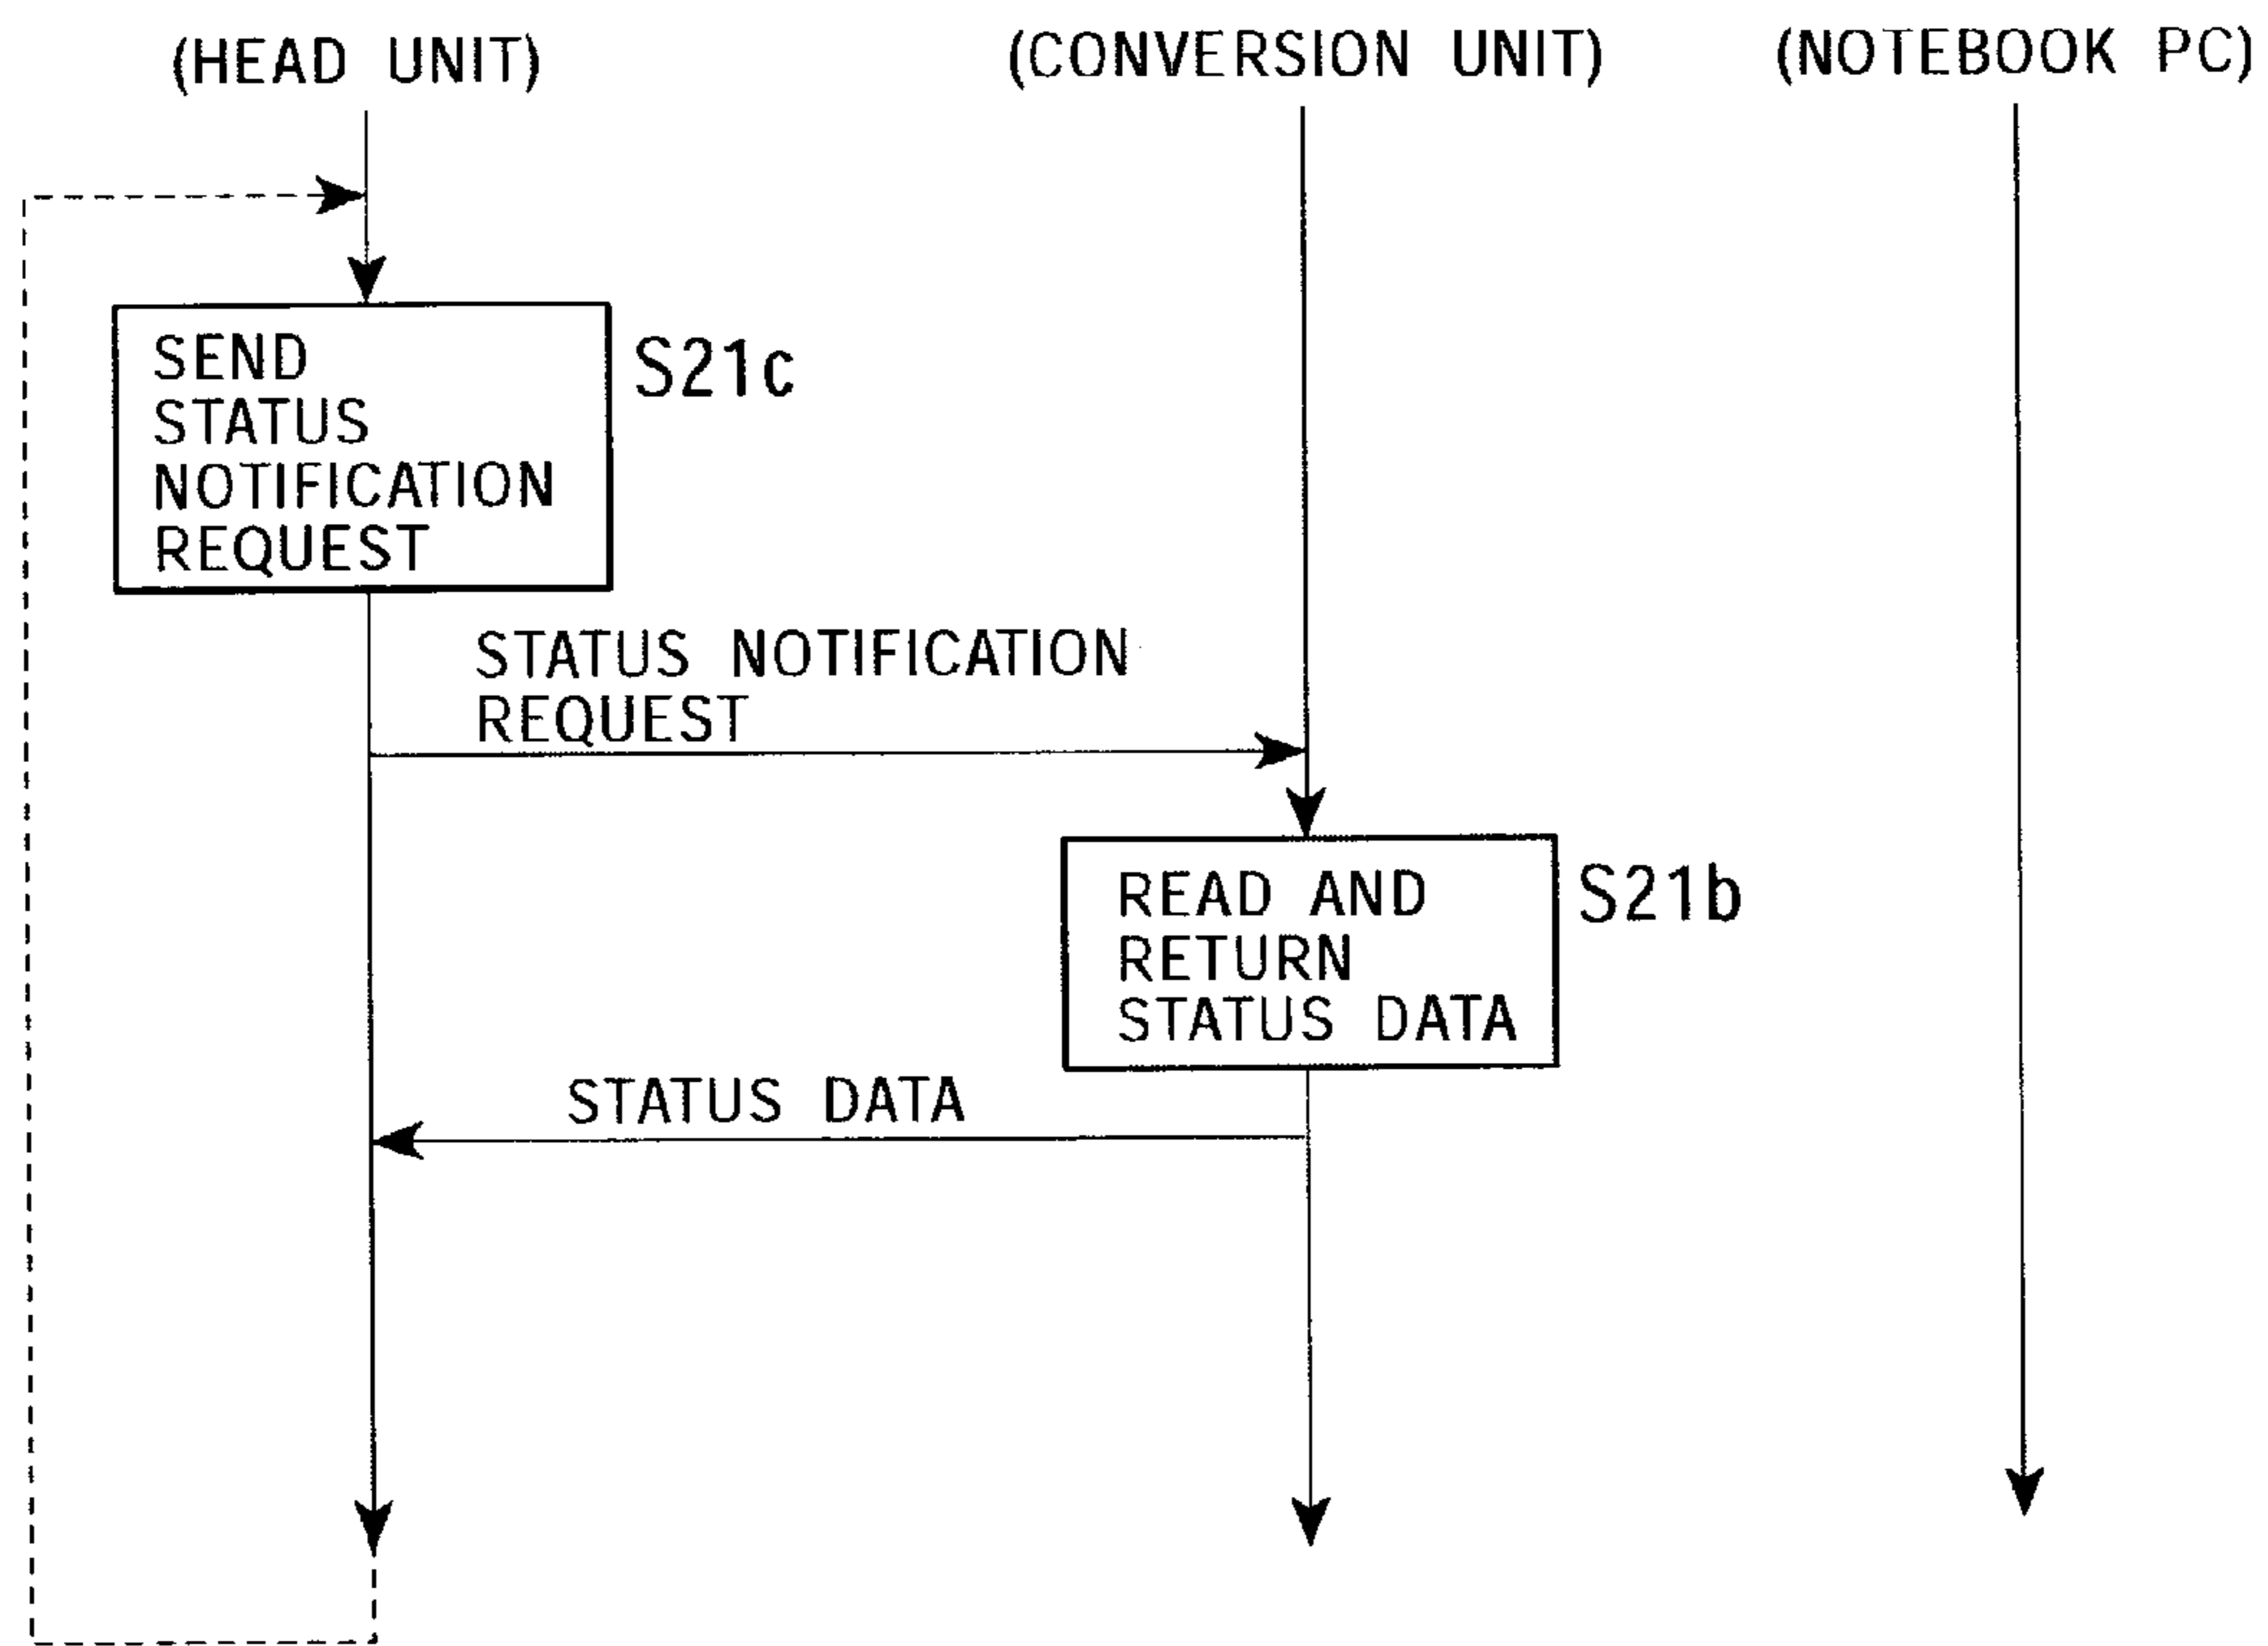 (HEAD UNIT)
(CONVERSION UNIT)
(NOTEBOOK PC)
SEND
STATUS
NOTIFICATION
REQUEST
S21c
STATUS NOTIFICATION
REQUEST
READ AND
RETURN
STATUS DATA
S21b
STATUS DATA